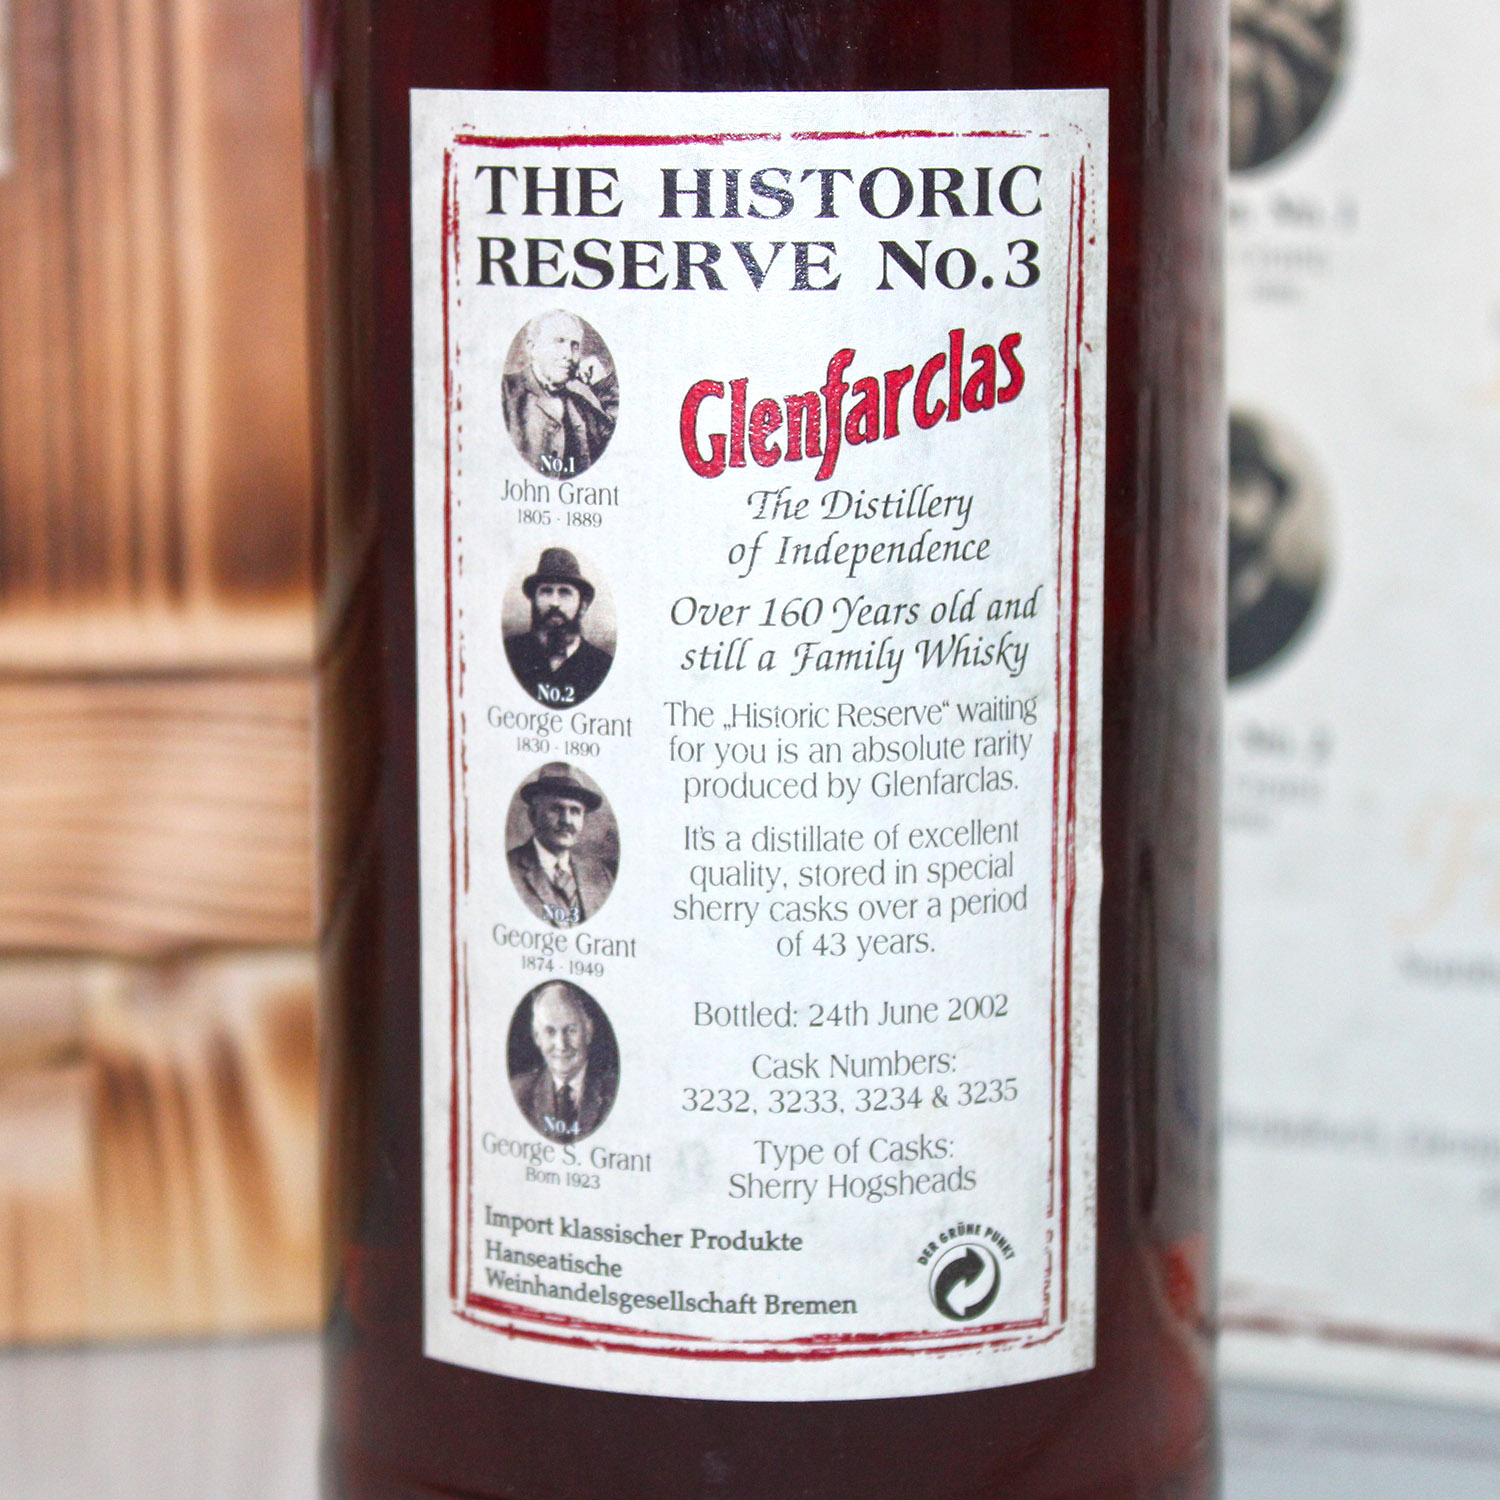 THE HISTORIC
RESERVE No.3
No.1
John Grant
1805 - 1889
No.2
George Grant
1830 - 1890
No.3
George Grant
1874 - 1949
No.4
George S. Grant
Born 1923
Glenfarclas
The Distillery
of Independence
Over 160 Years old and
still a Family Whisky
The „Historic Reserve“ waiting
for you is an absolute rarity
produced by Glenfarclas.
It's a distillate of excellent
quality, stored in special
sherry casks over a period
of 43 years.
Bottled: 24th June 2002
Cask Numbers:
3232, 3233, 3234 & 3235
Type of Casks:
Sherry Hogsheads
Import klassischer Produkte
Hanseatische
Weinhandelsgesellschaft Bremen
DER GRÜNE PUNKT
No. 1
No. 2